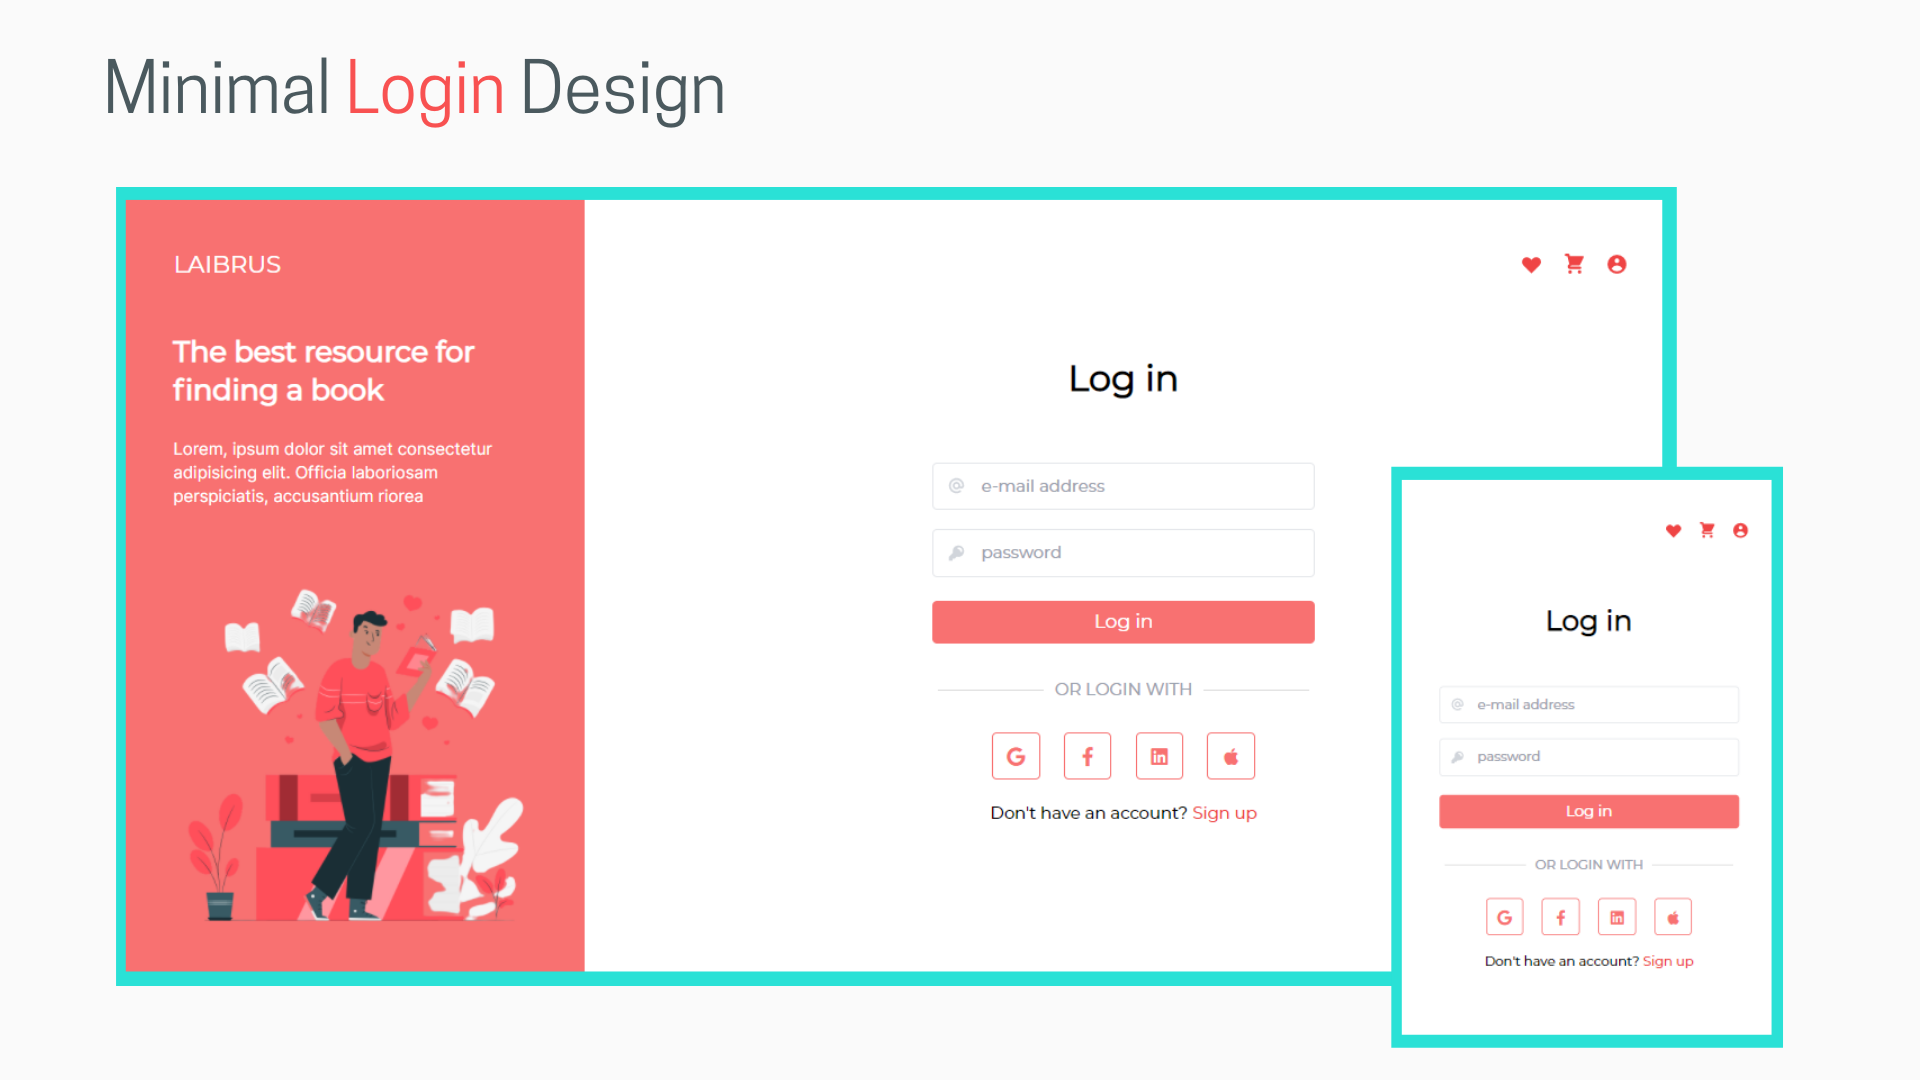 Minimal Login Design
LAIBRUS
The best resource for
finding a book
Lorem, ipsum dolor sit amet consectetur
adipisicing elit. Officia laboriosam
perspiciatis, accusantium riorea
Log in
e-mail address
password
Log in
OR LOGIN WITH
Don't have an account? Sign up
Log in
e-mail address
password
Log in
OR LOGIN WITH
Don't have an account? Sign up